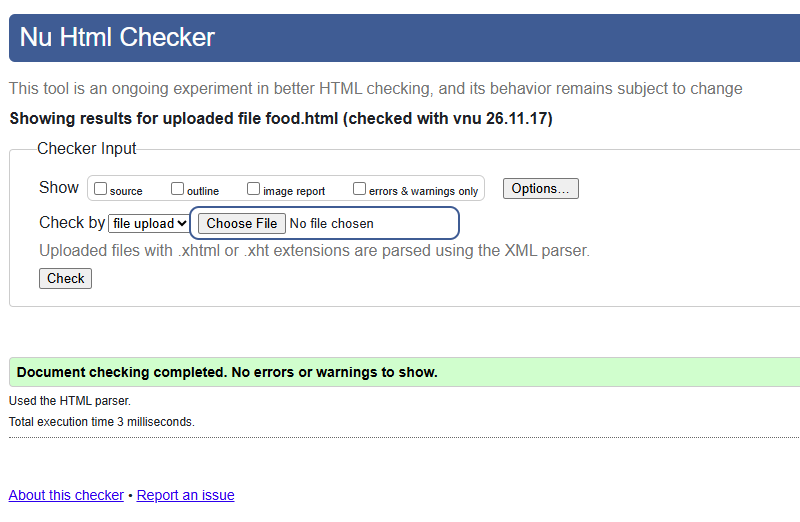 Nu Html Checker
This tool is an ongoing experiment in better HTML checking, and its behavior remains subject to change
Showing results for uploaded file food.html (checked with vnu 26.11.17)
Checker Input
Show source outline image report errors & warnings only Options...
Check by file upload Choose File No file chosen
Uploaded files with .xhtml or .xht extensions are parsed using the XML parser.
Check
Document checking completed. No errors or warnings to show.
Used the HTML parser.
Total execution time 3 milliseconds.
About this checker • Report an issue